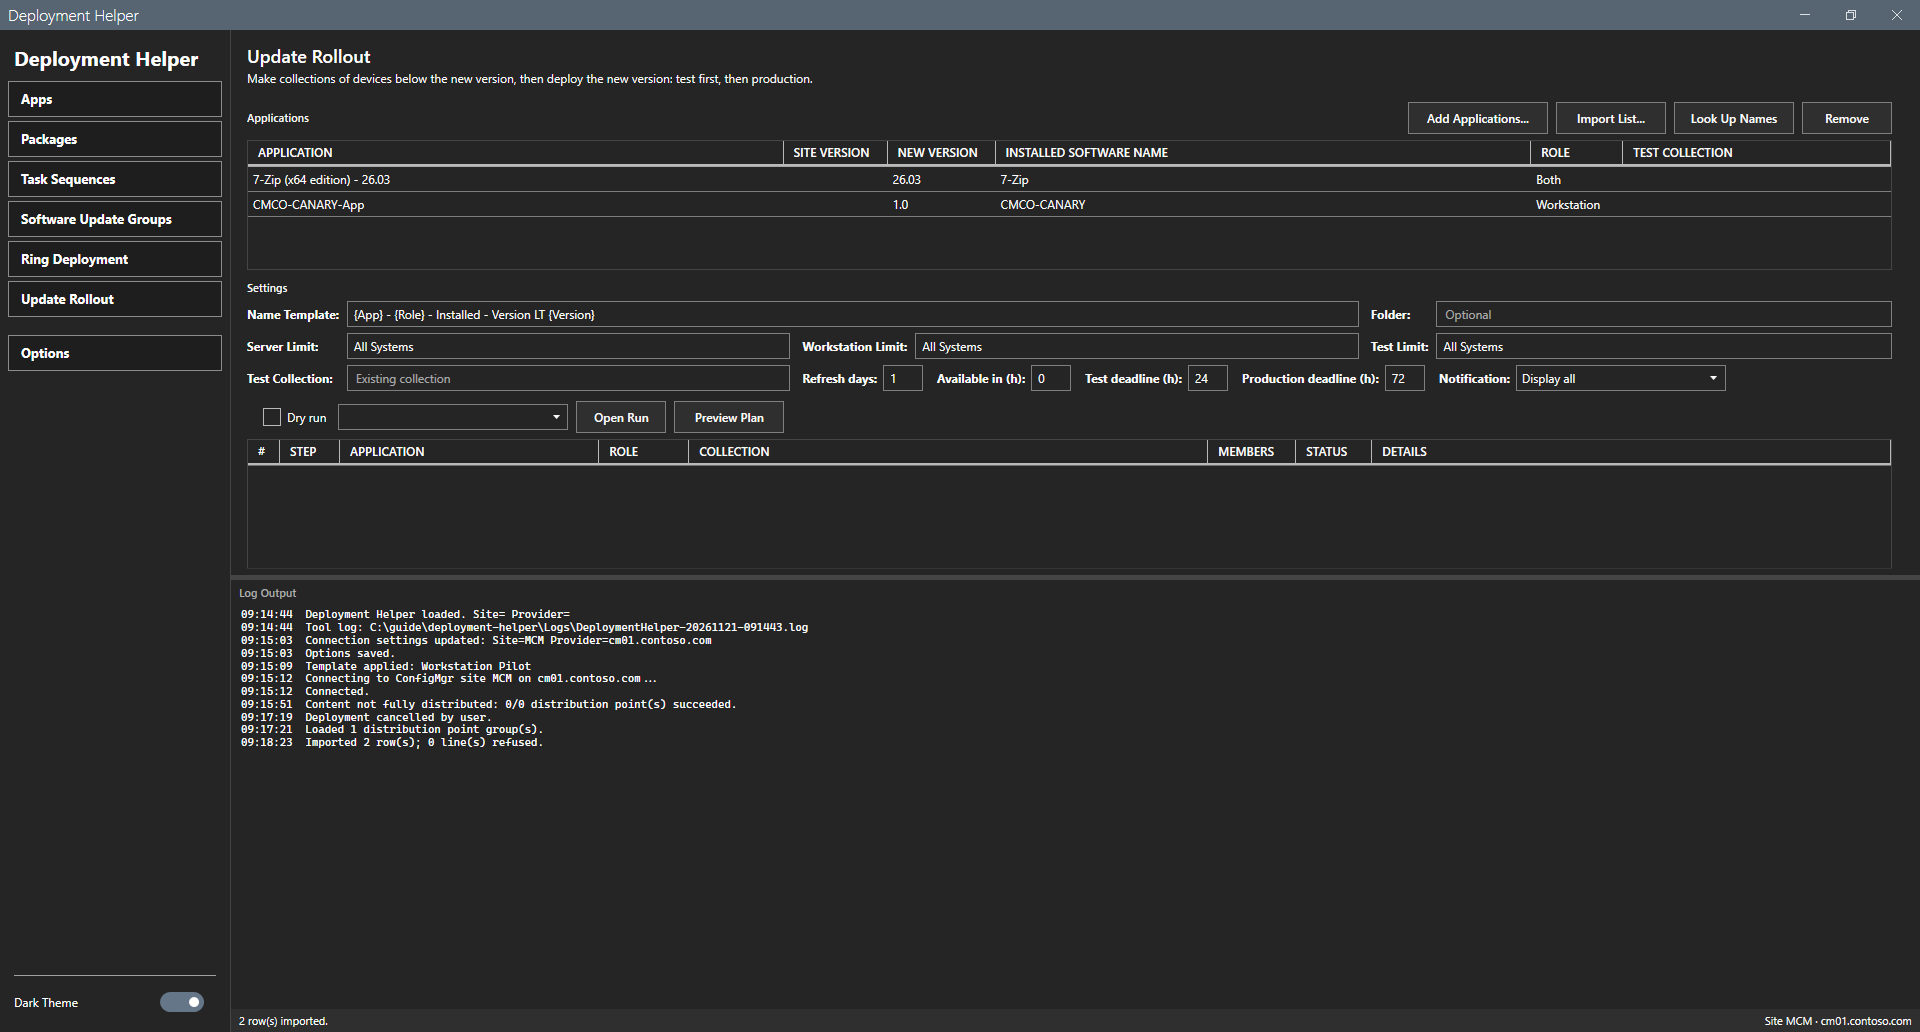 Deployment Helper
Deployment Helper
Apps
Packages
Task Sequences
Software Update Groups
Ring Deployment
Update Rollout
Options
Dark Theme
Update Rollout
Make collections of devices below the new version, then deploy the new version: test first, then production.
Applications
Add Applications... Import List... Look Up Names Remove
APPLICATION SITE VERSION NEW VERSION INSTALLED SOFTWARE NAME ROLE TEST COLLECTION
7-Zip (x64 edition) - 26.03 26.03 7-Zip Both
CMCO-CANARY-App 1.0 CMCO-CANARY Workstation
Settings
Name Template: {App} - {Role} - Installed - Version LT {Version} Folder: Optional
Server Limit: All Systems Workstation Limit: All Systems Test Limit: All Systems
Test Collection: Existing collection Refresh days: 1 Available in (h): 0 Test deadline (h): 24 Production deadline (h): 72 Notification: Display all
Dry run Open Run Preview Plan
# STEP APPLICATION ROLE COLLECTION MEMBERS STATUS DETAILS
Log Output
09:14:44 Deployment Helper loaded. Site= Provider=
09:14:44 Tool log: C:\guide\deployment-helper\Logs\DeploymentHelper-20261121-091443.log
09:15:03 Connection settings updated: Site=MCM Provider=cm01.contoso.com
09:15:03 Options saved.
09:15:09 Template applied: Workstation Pilot
09:15:12 Connecting to ConfigMgr site MCM on cm01.contoso.com...
09:15:12 Connected.
09:15:51 Content not fully distributed: 0/0 distribution point(s) succeeded.
09:17:19 Deployment cancelled by user.
09:17:21 Loaded 1 distribution point group(s).
09:18:23 Imported 2 row(s); 0 line(s) refused.
2 row(s) imported. Site MCM · cm01.contoso.com